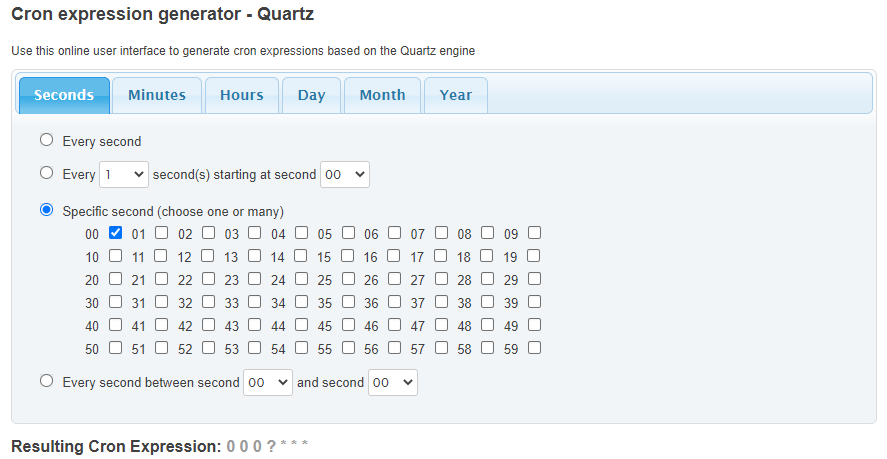 Cron expression generator - Quartz
Use this online user interface to generate cron expressions based on the Quartz engine
Seconds Minutes Hours Day Month Year
Every second
Every 1 second(s) starting at second 00
Specific second (choose one or many)
00 01 02 03 04 05 06 07 08 09
10 11 12 13 14 15 16 17 18 19
20 21 22 23 24 25 26 27 28 29
30 31 32 33 34 35 36 37 38 39
40 41 42 43 44 45 46 47 48 49
50 51 52 53 54 55 56 57 58 59
Every second between second 00 and second 00
Resulting Cron Expression: 0 0 0 ? * * *